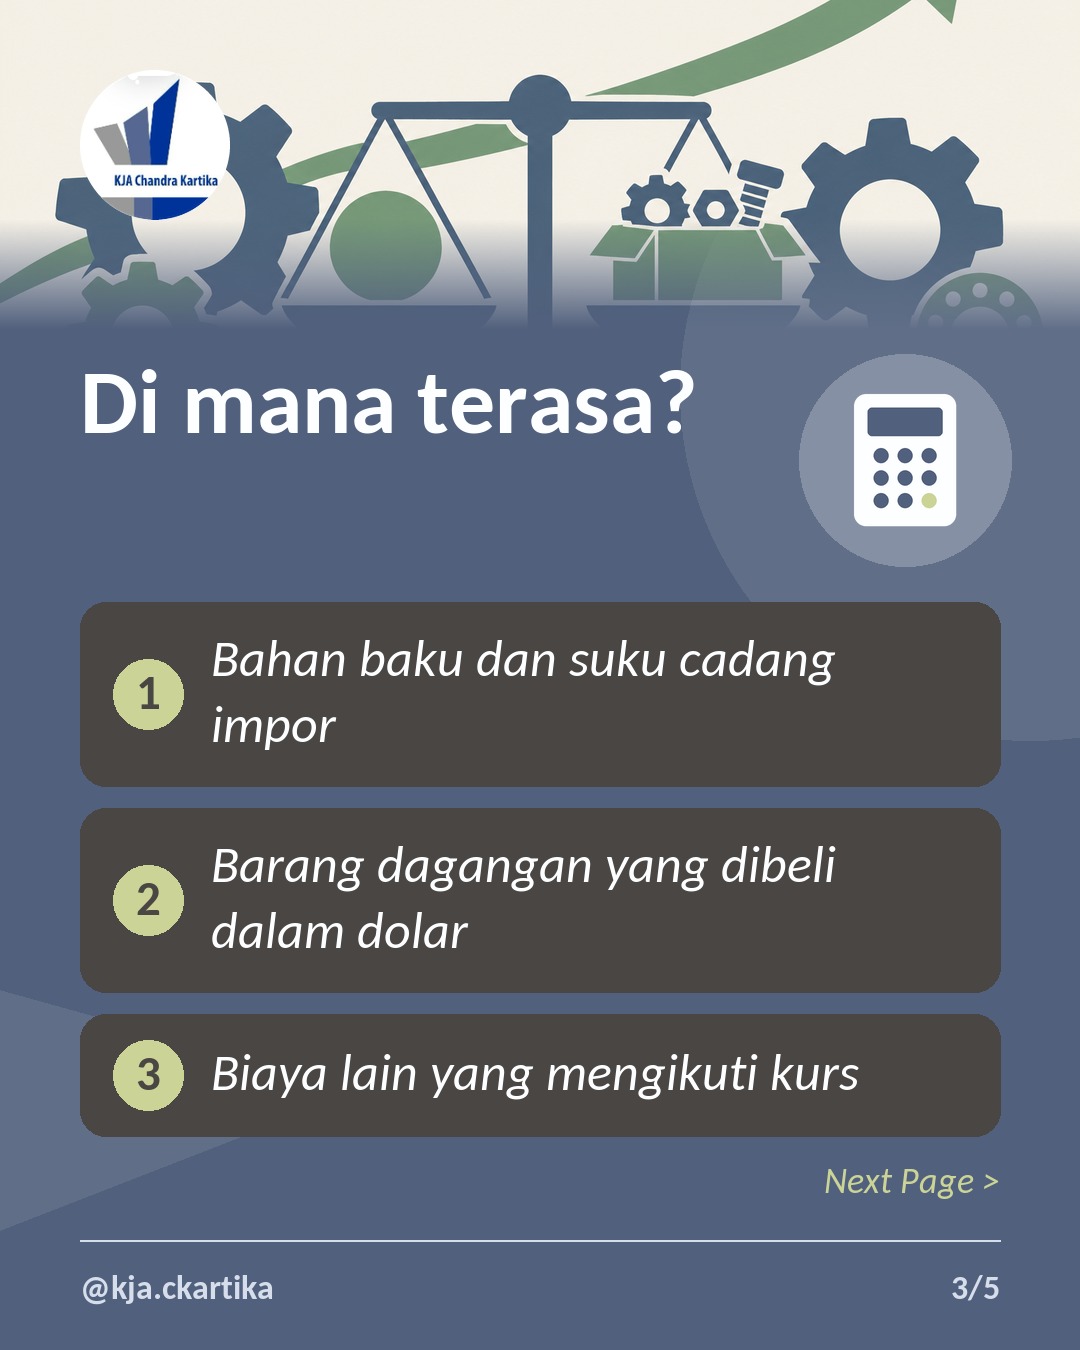 KJA Chandra Kartika
Di mana terasa?
1
Bahan baku dan suku cadang
impor
2
Barang dagangan yang dibeli
dalam dolar
3
Biaya lain yang mengikuti kurs
Next Page >
@kja.ckartika
3/5